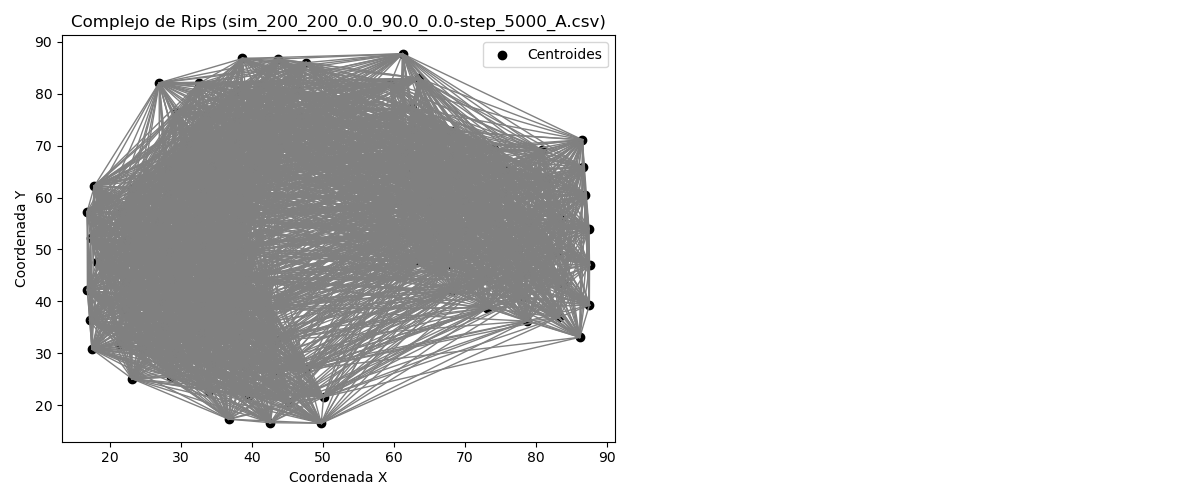 Complejo de Rips (sim_200_200_0.0_90.0_0.0-step_5000_A.csv)
Centroides
90
80
70
60
50
40
30
20
Coordenada Y
20 30 40 50 60 70 80 90
Coordenada X